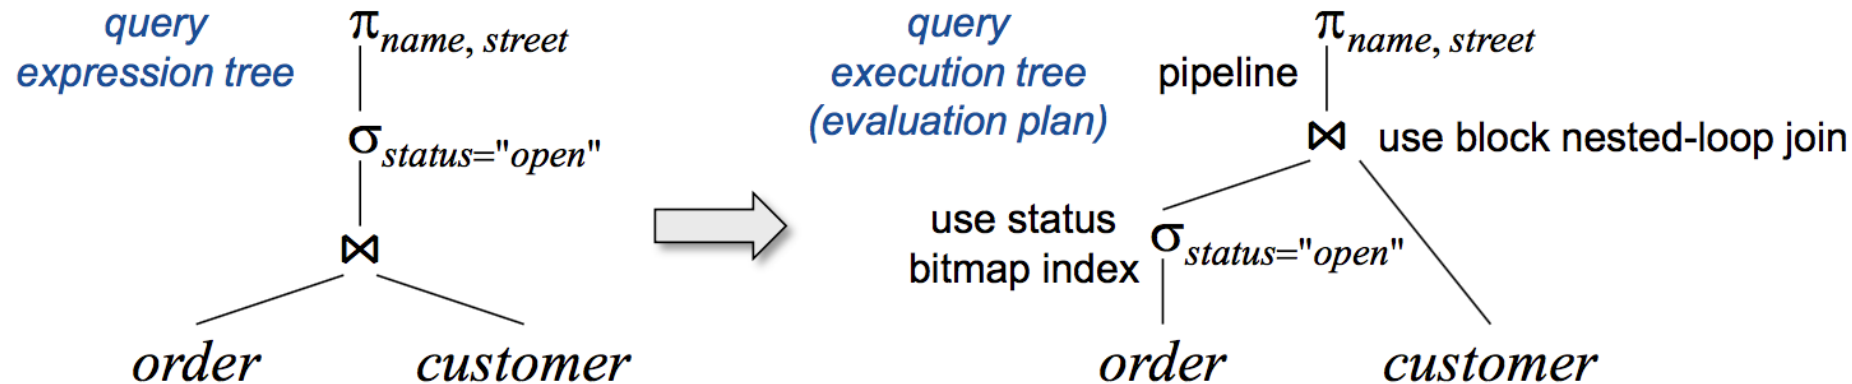 query
expression tree
π name, street
σ status="open"
⋈
order customer
query
execution tree
(evaluation plan)
π name, street
pipeline
⋈ use block nested-loop join
use status
bitmap index
σ status="open"
order customer